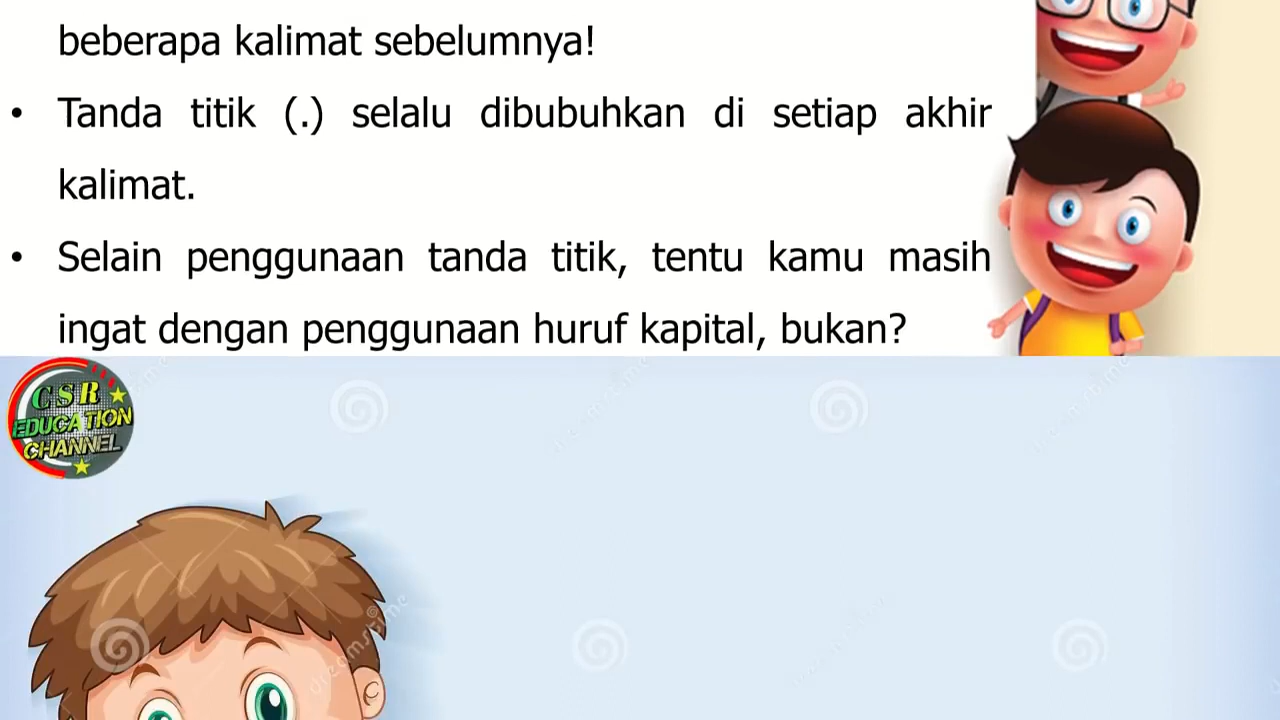 beberapa kalimat sebelumnya!
• Tanda titik (.) selalu dibubuhkan di setiap akhir
kalimat.
• Selain penggunaan tanda titik, tentu kamu masih
ingat dengan penggunaan huruf kapital, bukan?
CSR
EDUCATION
CHANNEL
dreamstime